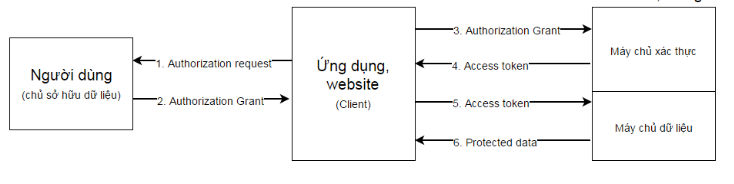 Người dùng
(chủ sở hữu dữ liệu)
1. Authorization request
2. Authorization Grant
Ứng dụng,
website
(Client)
3. Authorization Grant
4. Access token
5. Access token
6. Protected data
Máy chủ xác thực
Máy chủ dữ liệu